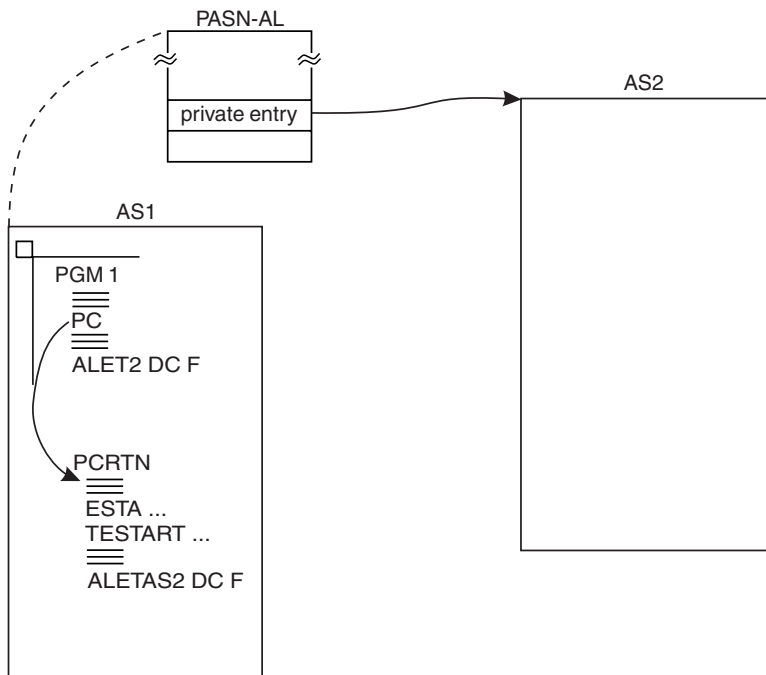 PASN-AL
private entry
AS2
AS1
PGM 1
PC
ALET2 DC F
PCRTN
ESTA ...
TESTART ...
ALETAS2 DC F